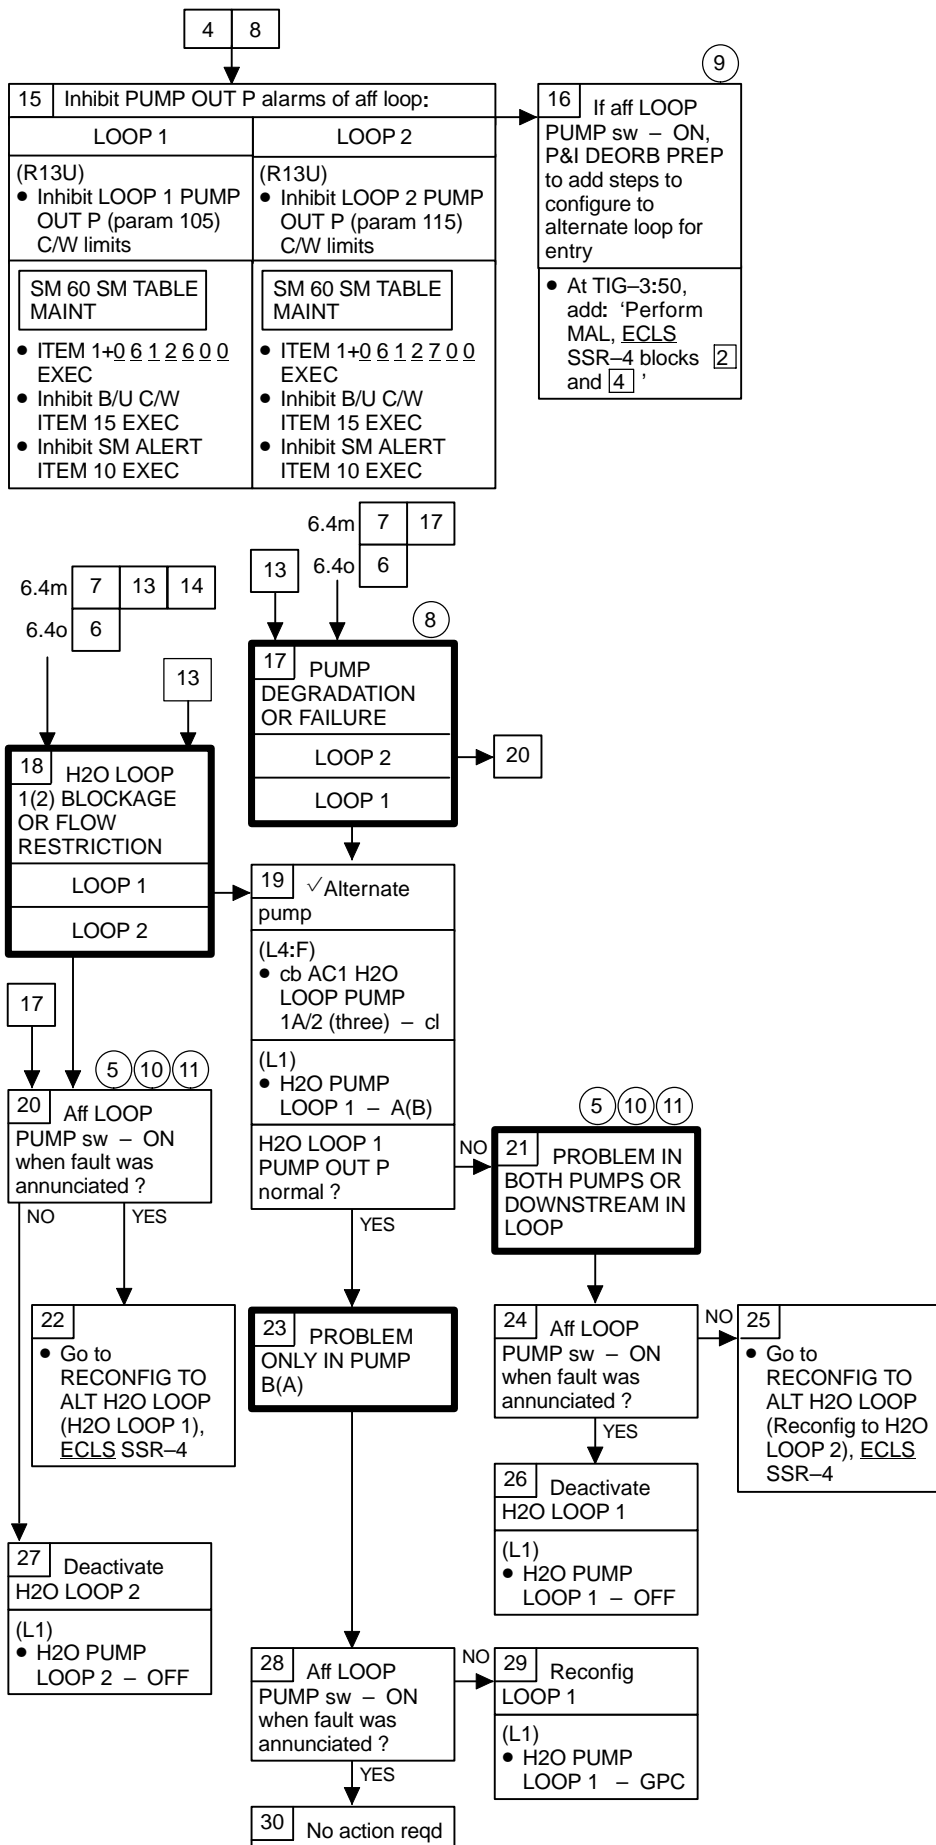 4 8
9
15 Inhibit PUMP OUT P alarms of aff loop:
LOOP 1
(R13U)
• Inhibit LOOP 1 PUMP
OUT P (param 105)
C/W limits
SM 60 SM TABLE
MAINT
• ITEM 1+0 6 1 2 6 0 0
EXEC
• Inhibit B/U C/W
ITEM 15 EXEC
• Inhibit SM ALERT
ITEM 10 EXEC
LOOP 2
(R13U)
• Inhibit LOOP 2 PUMP
OUT P (param 115)
C/W limits
SM 60 SM TABLE
MAINT
• ITEM 1+0 6 1 2 7 0 0
EXEC
• Inhibit B/U C/W
ITEM 15 EXEC
• Inhibit SM ALERT
ITEM 10 EXEC
16 If aff LOOP
PUMP sw – ON,
P&I DEORB PREP
to add steps to
configure to
alternate loop for
entry
• At TIG–3:50,
add: ‘Perform
MAL, ECLS
SSR–4 blocks 2
and 4 ’
6.4m 7 17
6.4o 6
13
8
6.4m 7 13 14
6.4o 6
13
17 PUMP
DEGRADATION
OR FAILURE
LOOP 2
LOOP 1
20
18 H2O LOOP
1(2) BLOCKAGE
OR FLOW
RESTRICTION
LOOP 1
LOOP 2
19 ✓Alternate
pump
(L4:F)
• cb AC1 H2O
LOOP PUMP
1A/2 (three) – cl
(L1)
• H2O PUMP
LOOP 1 – A(B)
H2O LOOP 1
PUMP OUT P
normal ?
NO
YES
17
5 10 11
20 Aff LOOP
PUMP sw – ON
when fault was
annunciated ?
NO
YES
5 10 11
21 PROBLEM IN
BOTH PUMPS OR
DOWNSTREAM IN
LOOP
22
• Go to
RECONFIG TO
ALT H2O LOOP
(H2O LOOP 1),
ECLS SSR–4
23 PROBLEM
ONLY IN PUMP
B(A)
24 Aff LOOP
PUMP sw – ON
when fault was
annunciated ?
NO
YES
25
• Go to
RECONFIG TO
ALT H2O LOOP
(Reconfig to H2O
LOOP 2), ECLS
SSR–4
26 Deactivate
H2O LOOP 1
(L1)
• H2O PUMP
LOOP 1 – OFF
27 Deactivate
H2O LOOP 2
(L1)
• H2O PUMP
LOOP 2 – OFF
28 Aff LOOP
PUMP sw – ON
when fault was
annunciated ?
NO
YES
29 Reconfig
LOOP 1
(L1)
• H2O PUMP
LOOP 1 – GPC
30 No action reqd